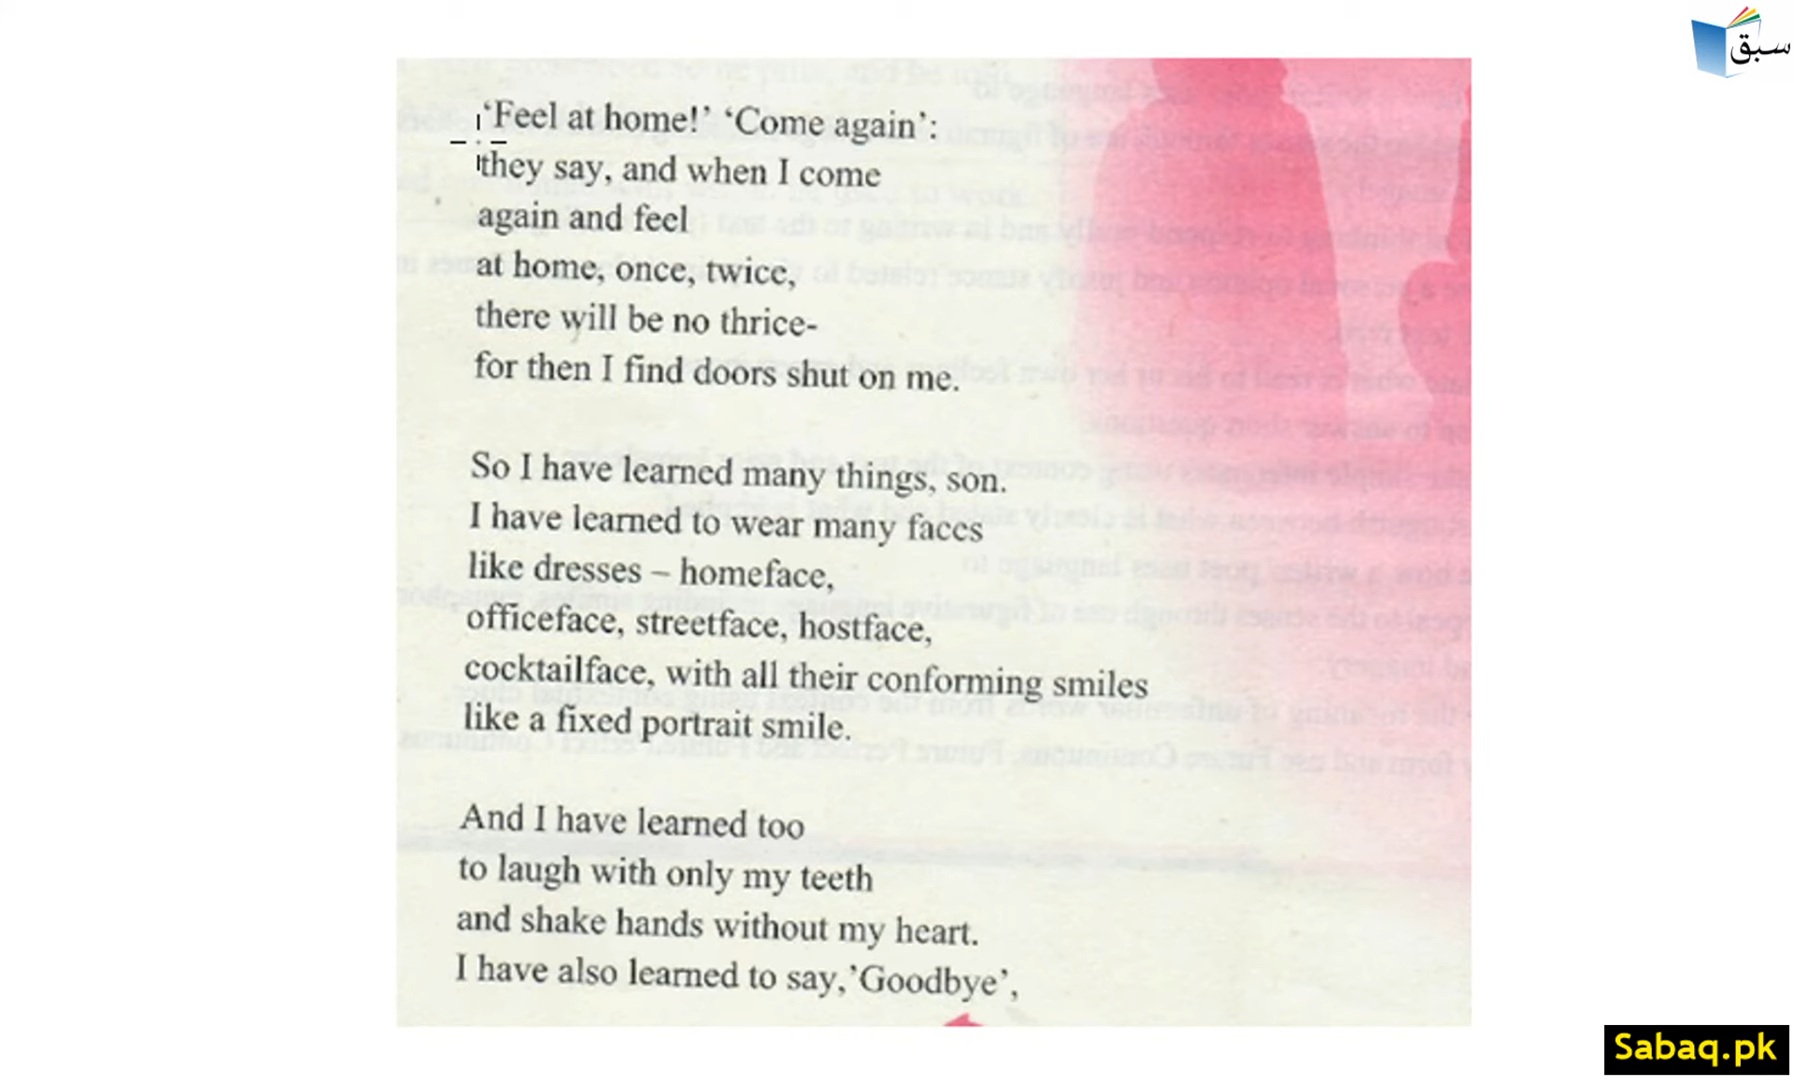 سبق
‘Feel at home!’ ‘Come again’:
they say, and when I come
again and feel
at home, once, twice,
there will be no thrice-
for then I find doors shut on me.
So I have learned many things, son.
I have learned to wear many faces
like dresses – homeface,
officeface, streetface, hostface,
cocktailface, with all their conforming smiles
like a fixed portrait smile.
And I have learned too
to laugh with only my teeth
and shake hands without my heart.
I have also learned to say,’Goodbye’,
Sabaq.pk